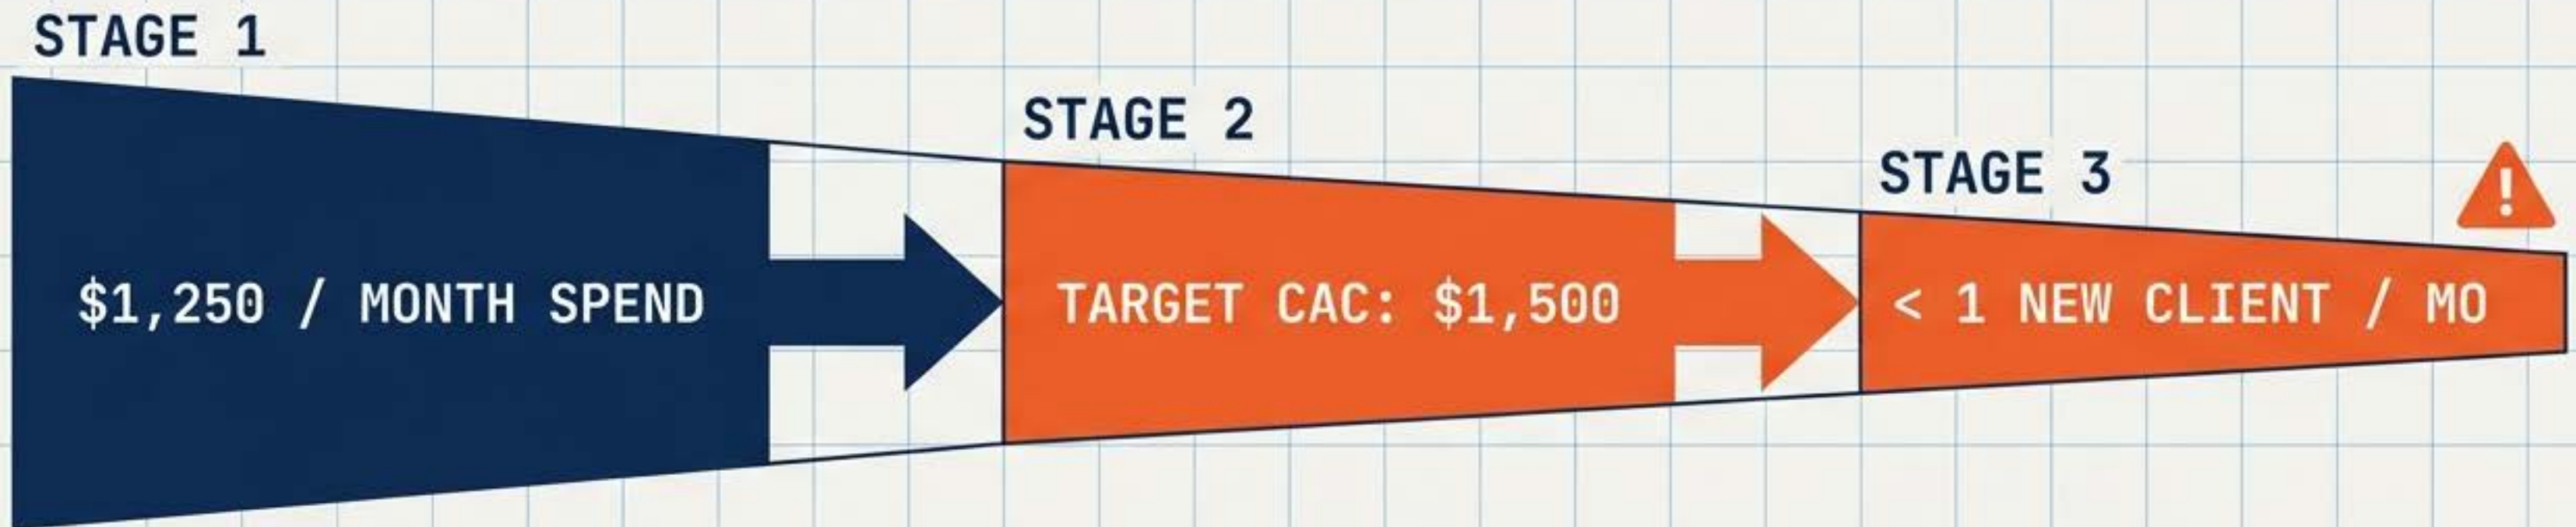 STAGE 1
$1,250 / MONTH SPEND
STAGE 2
TARGET CAC: $1,500
STAGE 3
!
< 1 NEW CLIENT / MO